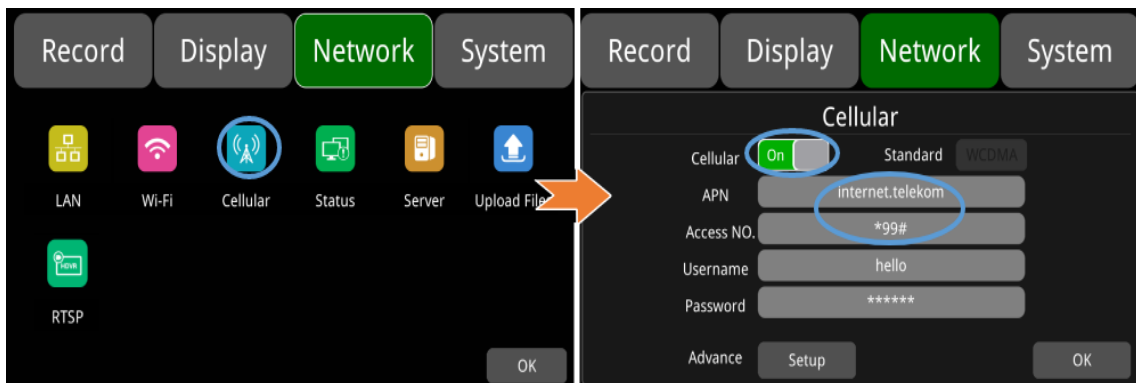 Record Display Network System
LAN Wi-Fi Cellular Status Server Upload File
HDVR
RTSP
OK
Record Display Network System
Cellular
Cellular On Standard WCDMA
APN internet.telekom
Access NO. *99#
Username hello
Password ******
Advance Setup OK